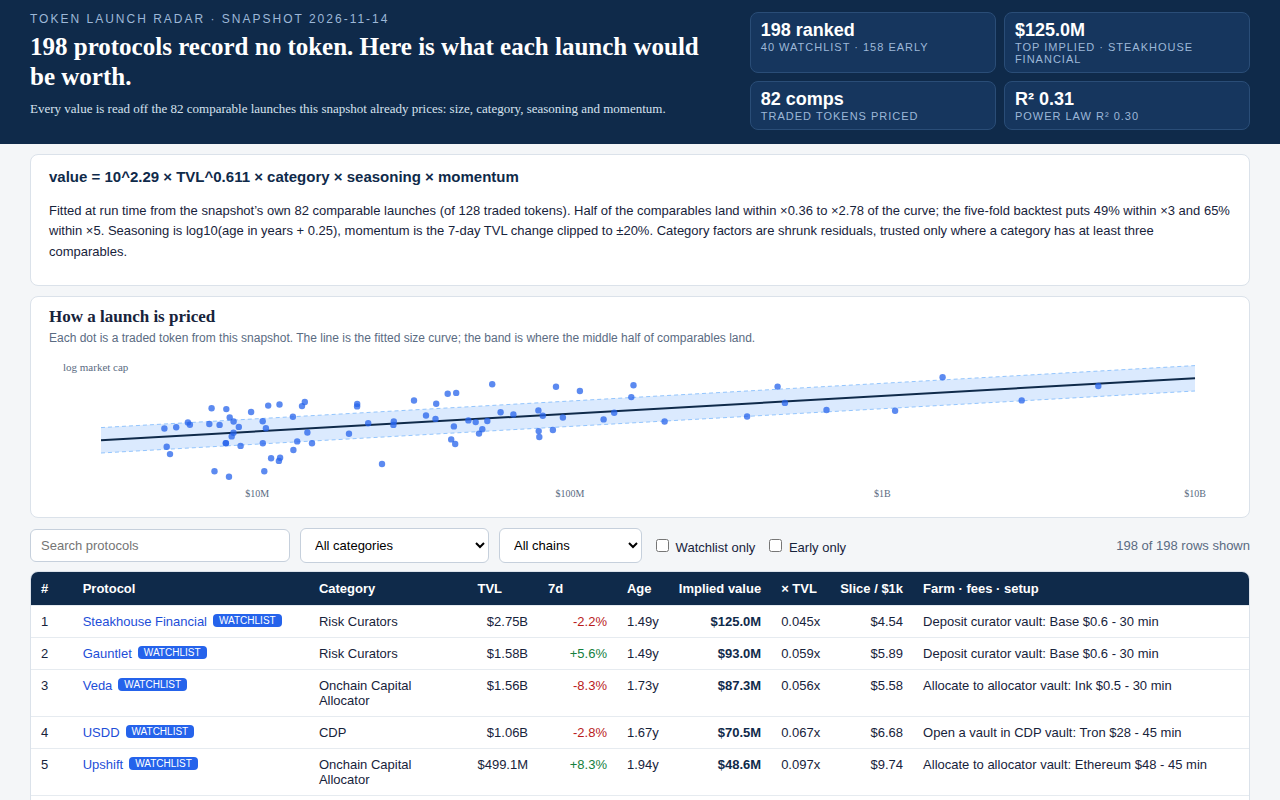 TOKEN LAUNCH RADAR · SNAPSHOT 2026-11-14
198 protocols record no token. Here is what each launch would
be worth.
Every value is read off the 82 comparable launches this snapshot already prices: size, category, seasoning and momentum.
198 ranked
40 WATCHLIST · 158 EARLY
$125.0M
TOP IMPLIED · STEAKHOUSE
FINANCIAL
82 comps
TRADED TOKENS PRICED
R² 0.31
POWER LAW R² 0.30
value = 10^2.29 × TVL^0.611 × category × seasoning × momentum
Fitted at run time from the snapshot's own 82 comparable launches (of 128 traded tokens). Half of the comparables land within ×0.36 to ×2.78 of the curve; the five-fold backtest puts 49% within ×3 and 65%
within ×5. Seasoning is log10(age in years + 0.25), momentum is the 7-day TVL change clipped to ±20%. Category factors are shrunk residuals, trusted only where a category has at least three
comparables.
How a launch is priced
Each dot is a traded token from this snapshot. The line is the fitted size curve; the band is where the middle half of comparables land.
log market cap
$10M $100M $1B $10B
Search protocols All categories All chains Watchlist only Early only 198 of 198 rows shown
# Protocol Category TVL 7d Age Implied value × TVL Slice / $1k Farm · fees · setup
1 Steakhouse Financial WATCHLIST Risk Curators $2.75B -2.2% 1.49y $125.0M 0.045x $4.54 Deposit curator vault: Base $0.6 - 30 min
2 Gauntlet WATCHLIST Risk Curators $1.58B +5.6% 1.49y $93.0M 0.059x $5.89 Deposit curator vault: Base $0.6 - 30 min
3 Veda WATCHLIST Onchain Capital Allocator $1.56B -8.3% 1.73y $87.3M 0.056x $5.58 Allocate to allocator vault: Ink $0.5 - 30 min
4 USDD WATCHLIST CDP $1.06B -2.8% 1.67y $70.5M 0.067x $6.68 Open a vault in CDP vault: Tron $28 - 45 min
5 Upshift WATCHLIST Onchain Capital Allocator $499.1M +8.3% 1.94y $48.6M 0.097x $9.74 Allocate to allocator vault: Ethereum $48 - 45 min